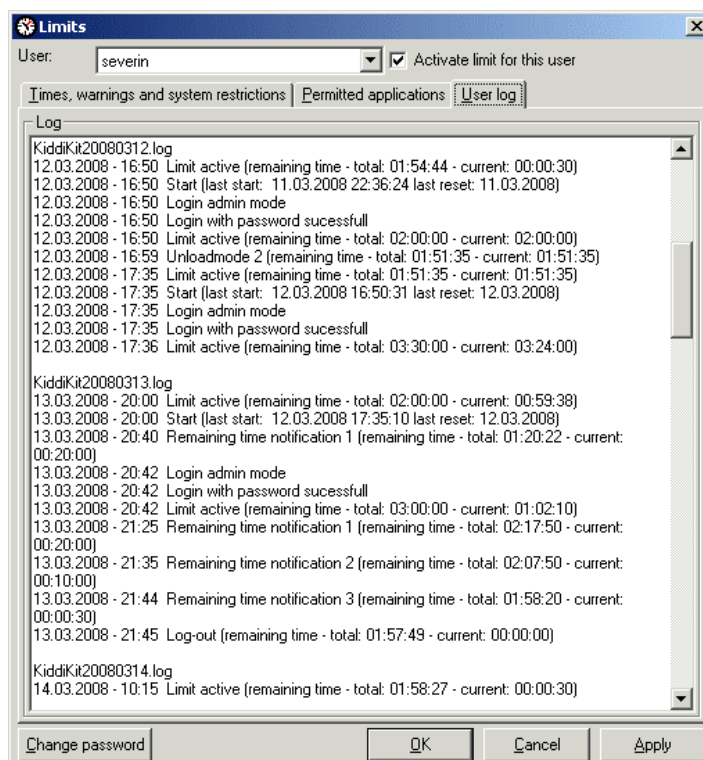 Limits
User:
severin
Activate limit for this user
Times, warnings and system restrictions
Permitted applications
User log
Log
KiddiKit20080312.log
12.03.2008 - 16:50 Limit active (remaining time - total: 01:54:44 - current: 00:00:30)
12.03.2008 - 16:50 Start (last start: 11.03.2008 22:36:24 last reset: 11.03.2008)
12.03.2008 - 16:50 Login admin mode
12.03.2008 - 16:50 Login with password sucessfull
12.03.2008 - 16:50 Limit active (remaining time - total: 02:00:00 - current: 02:00:00)
12.03.2008 - 16:59 Unloadmode 2 (remaining time - total: 01:51:35 - current: 01:51:35)
12.03.2008 - 17:35 Limit active (remaining time - total: 01:51:35 - current: 01:51:35)
12.03.2008 - 17:35 Start (last start: 12.03.2008 16:50:31 last reset: 12.03.2008)
12.03.2008 - 17:35 Login admin mode
12.03.2008 - 17:35 Login with password sucessfull
12.03.2008 - 17:36 Limit active (remaining time - total: 03:30:00 - current: 03:24:00)
KiddiKit20080313.log
13.03.2008 - 20:00 Limit active (remaining time - total: 02:00:00 - current: 00:59:38)
13.03.2008 - 20:00 Start (last start: 12.03.2008 17:35:10 last reset: 12.03.2008)
13.03.2008 - 20:40 Remaining time notification 1 (remaining time - total: 01:20:22 - current:
00:20:00)
13.03.2008 - 20:42 Login admin mode
13.03.2008 - 20:42 Login with password sucessfull
13.03.2008 - 20:42 Limit active (remaining time - total: 03:00:00 - current: 01:02:10)
13.03.2008 - 21:25 Remaining time notification 1 (remaining time - total: 02:17:50 - current:
00:20:00)
13.03.2008 - 21:35 Remaining time notification 2 (remaining time - total: 02:07:50 - current:
00:10:00)
13.03.2008 - 21:44 Remaining time notification 3 (remaining time - total: 01:58:20 - current:
00:00:30)
13.03.2008 - 21:45 Log-out (remaining time - total: 01:57:49 - current: 00:00:00)
KiddiKit20080314.log
14.03.2008 - 10:15 Limit active (remaining time - total: 01:58:27 - current: 00:00:30)
Change password
OK
Cancel
Apply